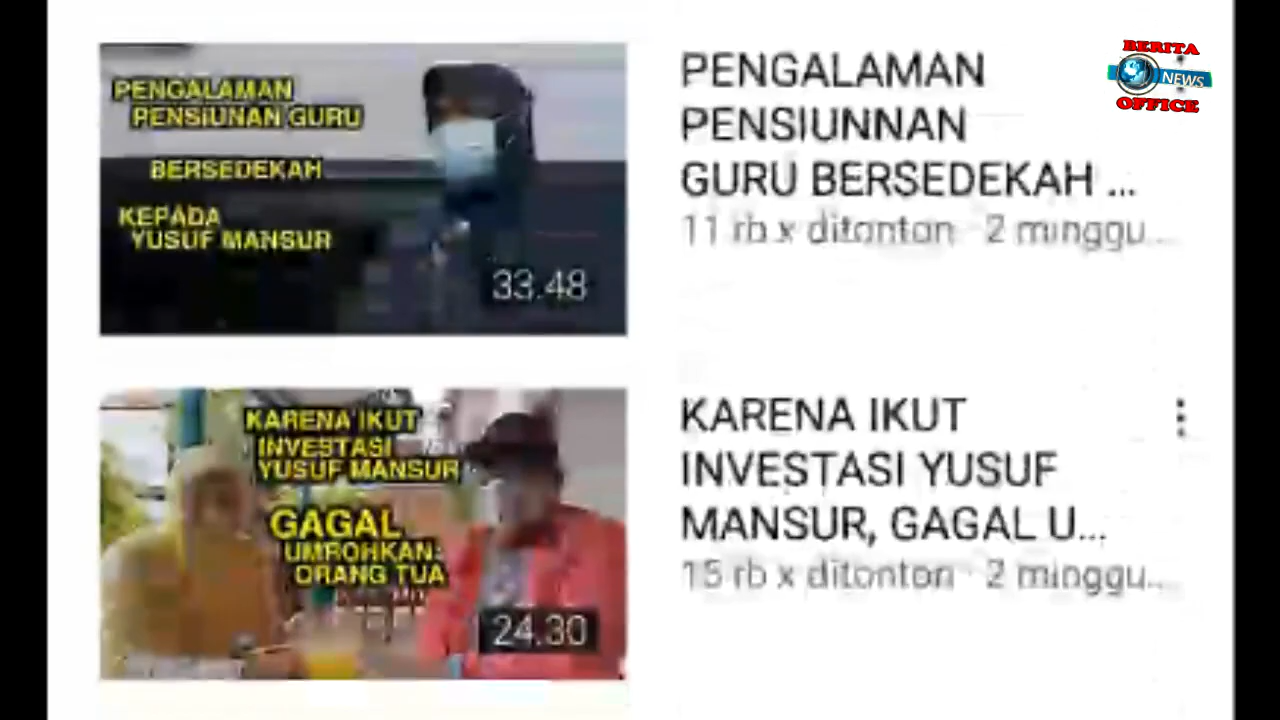 PENGALAMAN
PENSIUNAN GURU
BERSEDEKAH
KEPADA
YUSUF MANSUR
33.48
PENGALAMAN
PENSIUNNAN
GURU BERSEDEKAH ...
11 rb x ditonton · 2 minggu...
BERITA
NEWS
OFFICE
KARENA IKUT
INVESTASI
YUSUF MANSUR
GAGAL
UMROHKAN
ORANG TUA
24.30
KARENA IKUT
INVESTASI YUSUF
MANSUR, GAGAL U...
15 rb x ditonton · 2 minggu...